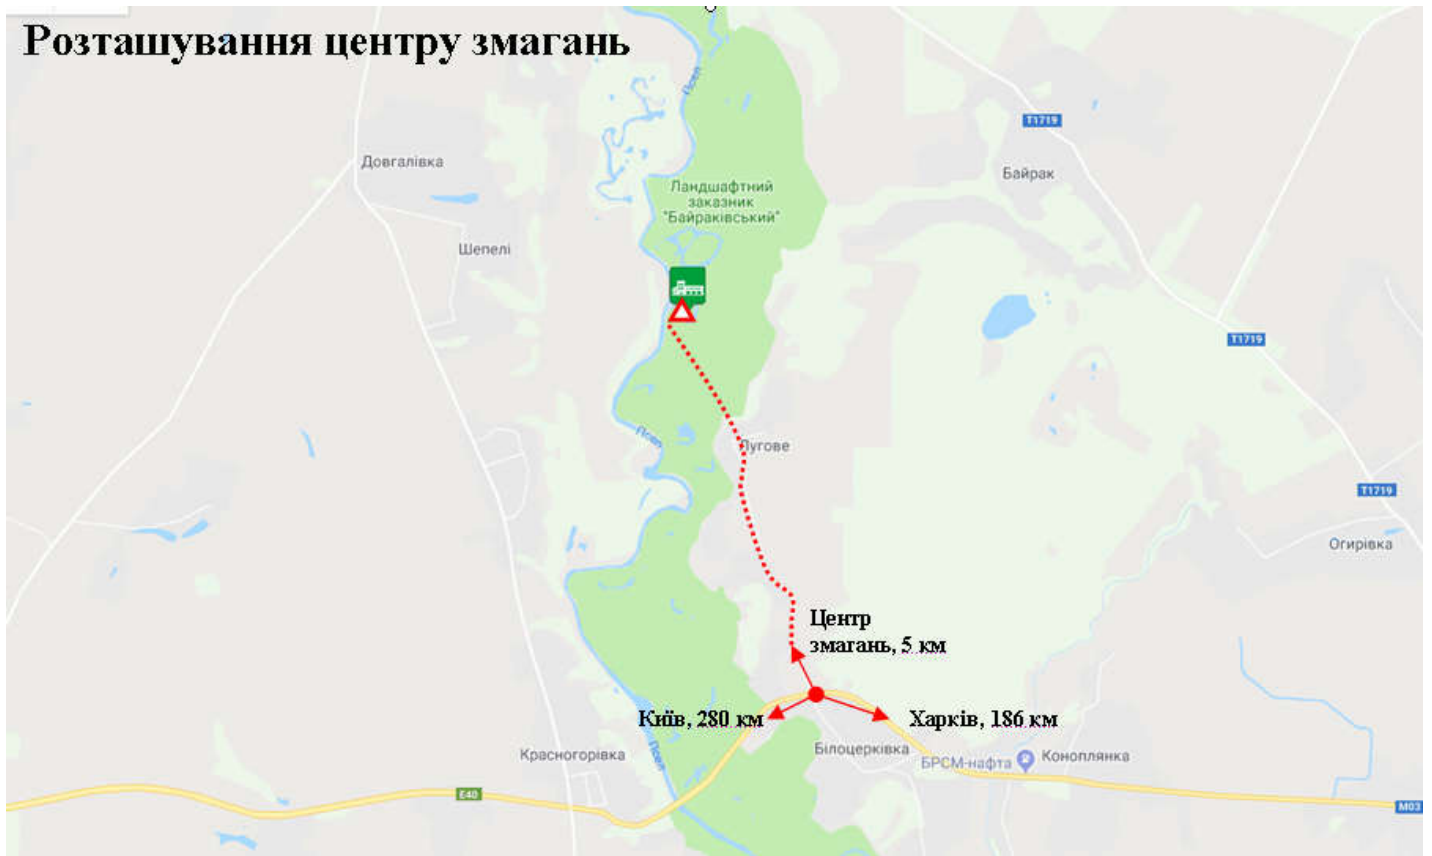 Розташування центру змагань
Псел
Т1719
Довгалівка
Байрак
Ландшафтний
заказник
"Байраківський"
Шепелі
Т1719
Псел
Лугове
Т1719
Огирівка
Центр
змагань, 5 км
Київ, 280 км
Харків, 186 км
Псел
Красногорівка
Білоцерківка
БРСМ-нафта
Коноплянка
E40
M03